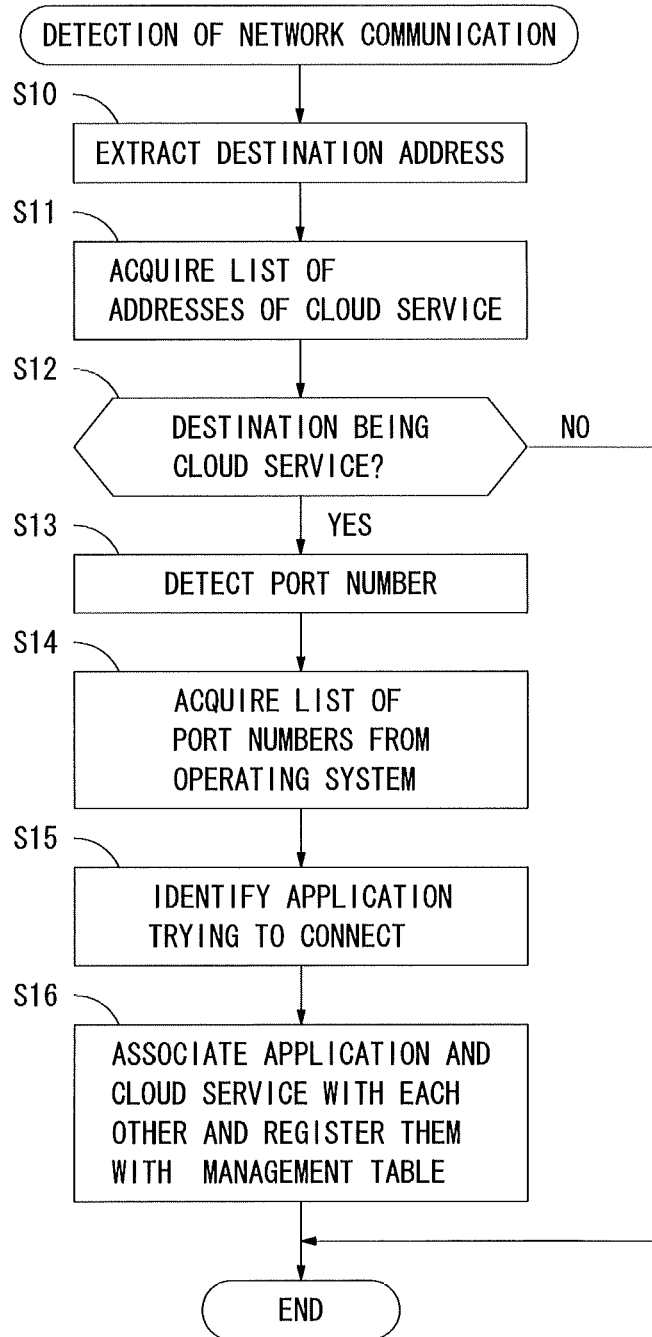 DETECTION OF NETWORK COMMUNICATION
S10
EXTRACT DESTINATION ADDRESS
S11
ACQUIRE LIST OF
ADDRESSES OF CLOUD SERVICE
S12
DESTINATION BEING
CLOUD SERVICE?
NO
YES
S13
DETECT PORT NUMBER
S14
ACQUIRE LIST OF
PORT NUMBERS FROM
OPERATING SYSTEM
S15
IDENTIFY APPLICATION
TRYING TO CONNECT
S16
ASSOCIATE APPLICATION AND
CLOUD SERVICE WITH EACH
OTHER AND REGISTER THEM
WITH MANAGEMENT TABLE
END